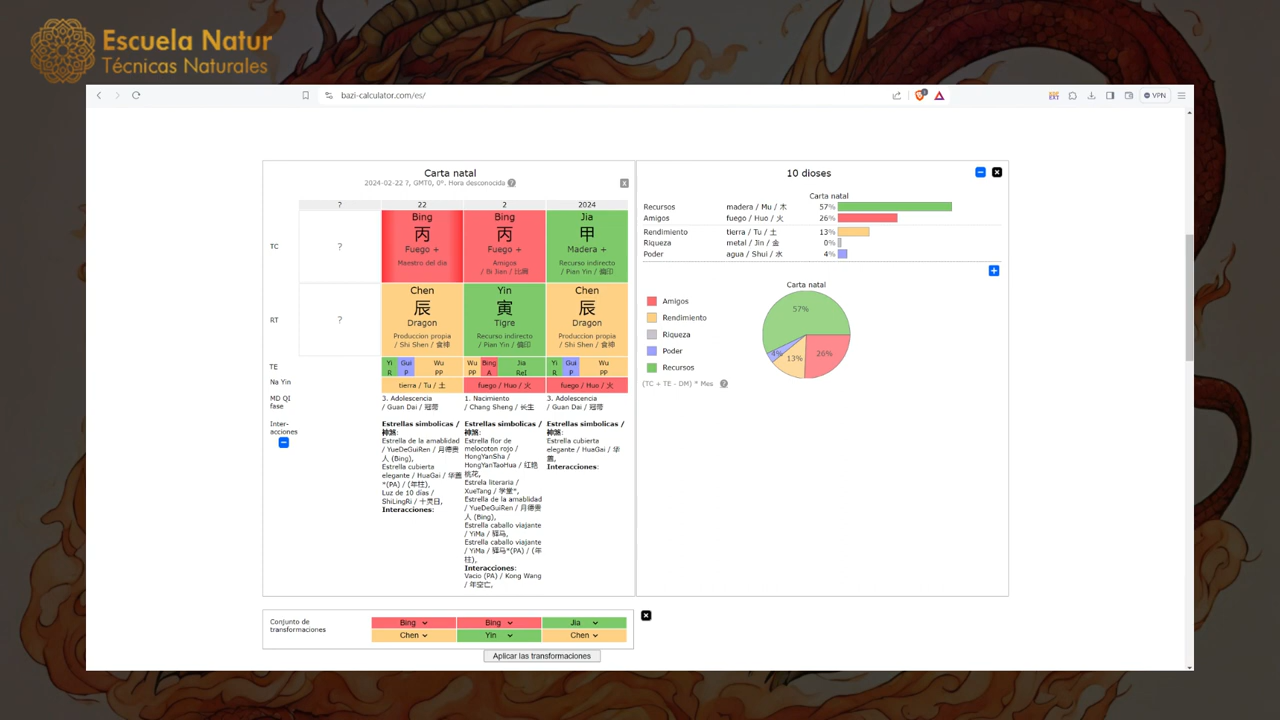 Escuela Natur
Técnicas Naturales
bazi-calculator.com/es/
VPN
Carta natal
2024-02-22 ?, GMT0, 0°. Hora desconocida ?
X
? 22 2 2024
TC
?
Bing
丙
Fuego +
Maestro del dia
Bing
丙
Fuego +
Amigos
/ Bi Jian / 比肩
Jia
甲
Madera +
Recurso indirecto
/ Pian Yin / 偏印
RT
?
Chen
辰
Dragon
Produccion propia
/ Shi Shen / 食神
Yin
寅
Tigre
Recurso indirecto
/ Pian Yin / 偏印
Chen
辰
Dragon
Produccion propia
/ Shi Shen / 食神
TE
Yi Gui Wu Wu Bing Jia Yi Gui Wu
R P PP PP A ReI R P PP
Na Yin
tierra / Tu / 土 fuego / Huo / 火 fuego / Huo / 火
MD QI
fase
3. Adolescencia
/ Guan Dai / 冠带
1. Nacimiento
/ Chang Sheng / 长生
3. Adolescencia
/ Guan Dai / 冠带
Inter-
acciones
Estrellas simbolicas /
神煞:
Estrella de la amablidad
/ YueDeGuiRen / 月德贵
人 (Bing),
Estrella cubierta
elegante / HuaGai / 华盖
*(PA) / (年柱),
Luz de 10 dias /
ShiLingRi / 十灵日,
Interacciones:
Estrellas simbolicas /
神煞:
Estrella flor de
melocoton rojo /
HongYanSha /
HongYanTaoHua / 红艳
桃花,
Estrela literaria /
XueTang / 学堂*,
Estrella de la amablidad
/ YueDeGuiRen / 月德贵
人 (Bing),
Estrella caballo viajante
/ YiMa / 驿马,
Estrella caballo viajante
/ YiMa / 驿马*(PA) / (年
柱),
Interacciones:
Vacio (PA) / Kong Wang
/ 年空亡,
Estrellas simbolicas /
神煞:
Estrella cubierta
elegante / HuaGai / 华
盖,
Interacciones:
10 dioses
Carta natal
Recursos madera / Mu / 木 57%
Amigos fuego / Huo / 火 26%
Rendimiento tierra / Tu / 土 13%
Riqueza metal / Jin / 金 0%
Poder agua / Shui / 水 4%
Carta natal
Amigos
Rendimiento
Riqueza
Poder
Recursos
57%
4%
13%
26%
(TC + TE - DM) * Mes ?
Conjunto de
transformaciones
Bing Bing Jia
Chen Yin Chen
Aplicar las transformaciones